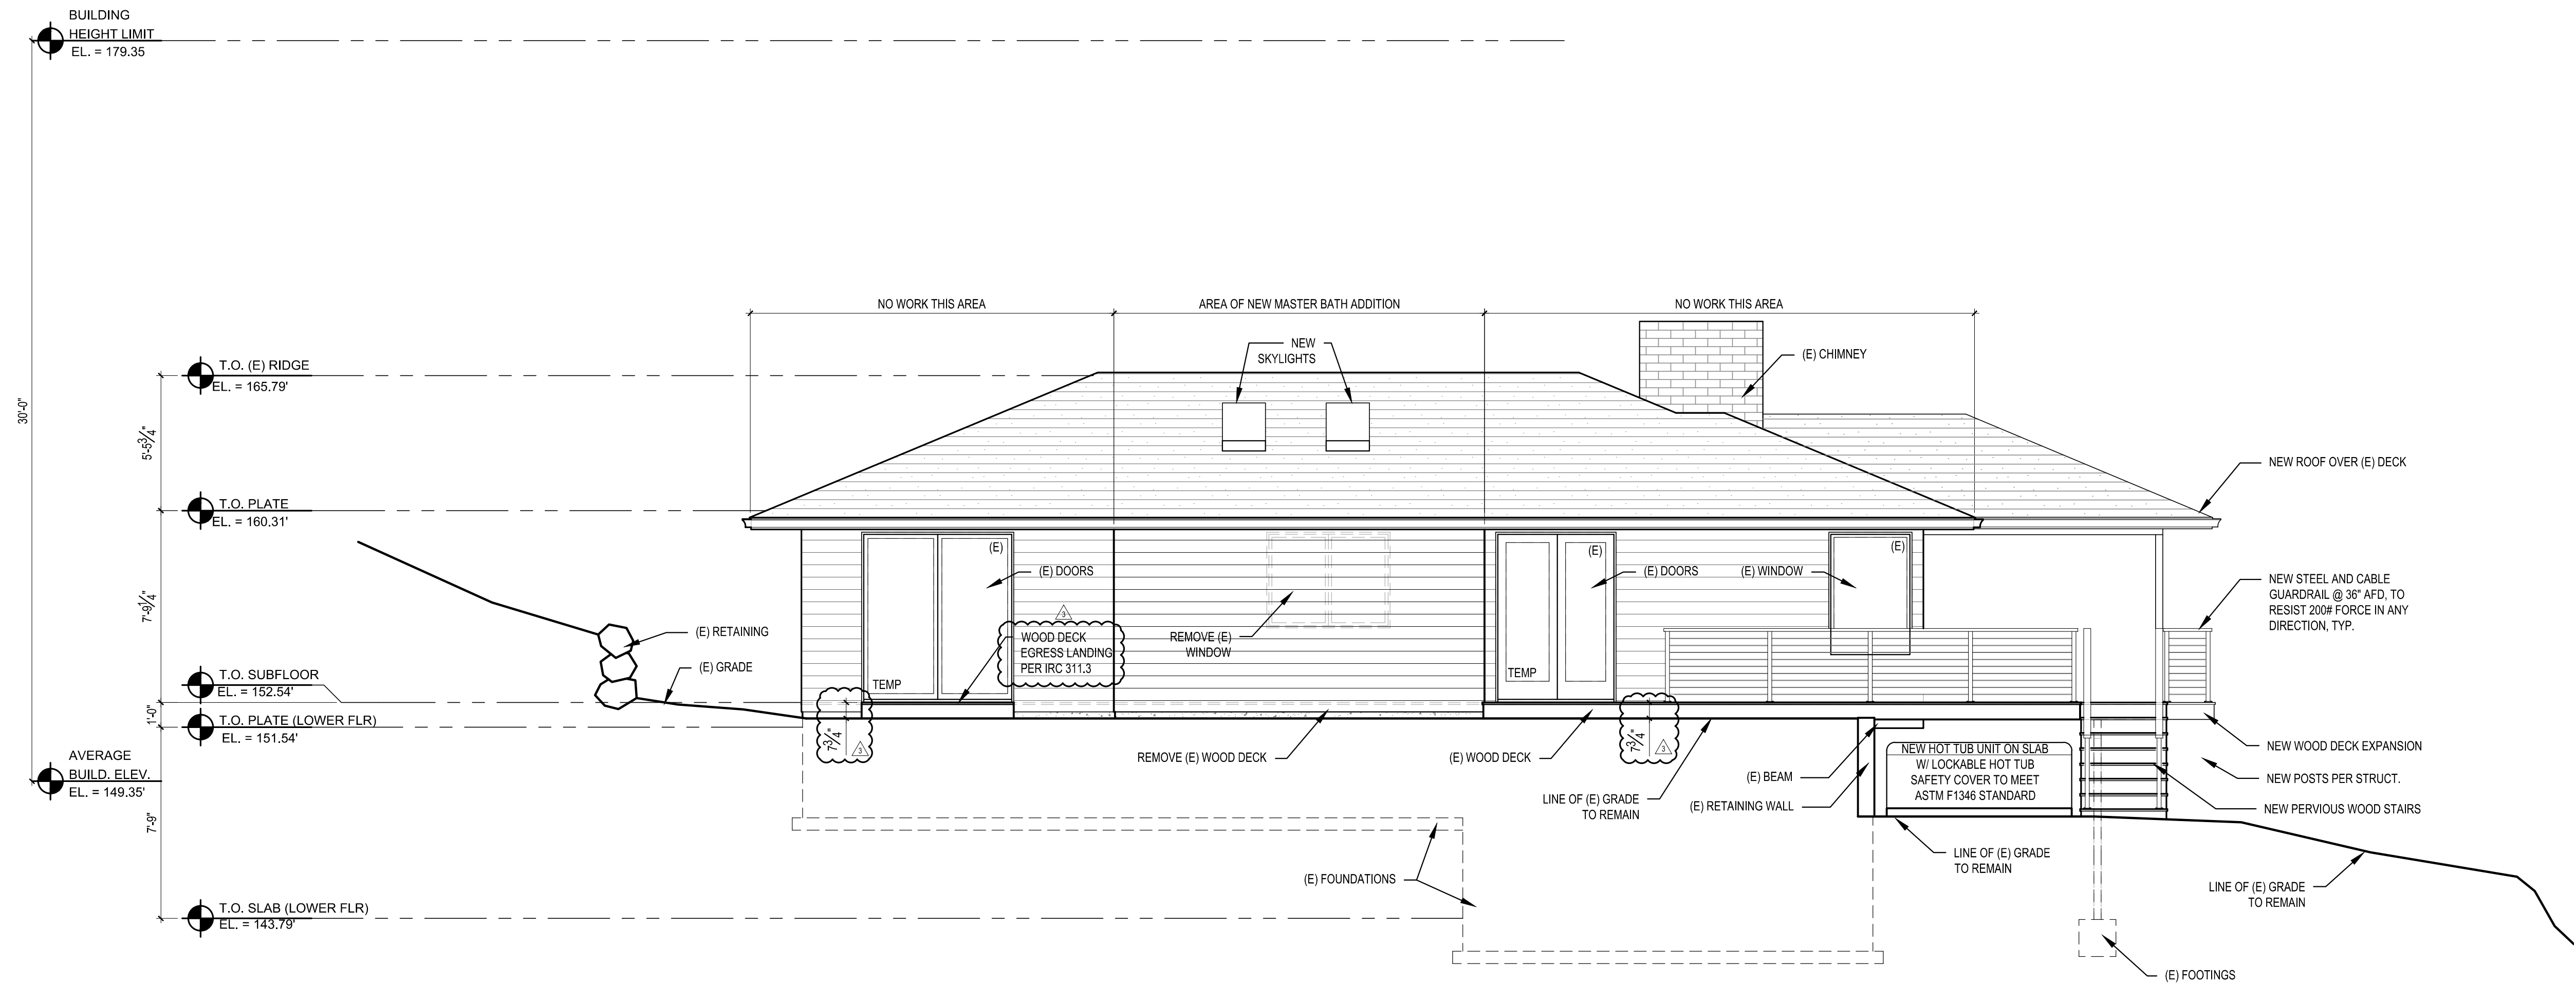 BUILDING
HEIGHT LIMIT
EL. = 179.35
30'-0"
NO WORK THIS AREA
AREA OF NEW MASTER BATH ADDITION
NO WORK THIS AREA
NEW
SKYLIGHTS
(E) CHIMNEY
T.O. (E) RIDGE
EL. = 165.79'
5'-5 3/4"
NEW ROOF OVER (E) DECK
T.O. PLATE
EL. = 160.31'
7'-9 1/4"
(E)
(E) DOORS
(E)
(E) DOORS
(E) WINDOW
(E)
NEW STEEL AND CABLE
GUARDRAIL @ 36" AFD, TO
RESIST 200# FORCE IN ANY
DIRECTION, TYP.
3
(E) RETAINING
WOOD DECK
EGRESS LANDING
PER IRC 311.3
REMOVE (E)
WINDOW
(E) GRADE
TEMP
TEMP
T.O. SUBFLOOR
EL. = 152.54'
1'-0"
T.O. PLATE (LOWER FLR)
EL. = 151.54'
7 3/4"
3
7 3/4"
3
REMOVE (E) WOOD DECK
(E) WOOD DECK
NEW HOT TUB UNIT ON SLAB
W/ LOCKABLE HOT TUB
SAFETY COVER TO MEET
ASTM F1346 STANDARD
NEW WOOD DECK EXPANSION
AVERAGE
BUILD. ELEV.
EL. = 149.35'
(E) BEAM
NEW POSTS PER STRUCT.
LINE OF (E) GRADE
TO REMAIN
(E) RETAINING WALL
NEW PERVIOUS WOOD STAIRS
7'-9"
LINE OF (E) GRADE
TO REMAIN
(E) FOUNDATIONS
LINE OF (E) GRADE
TO REMAIN
T.O. SLAB (LOWER FLR)
EL. = 143.79'
(E) FOOTINGS